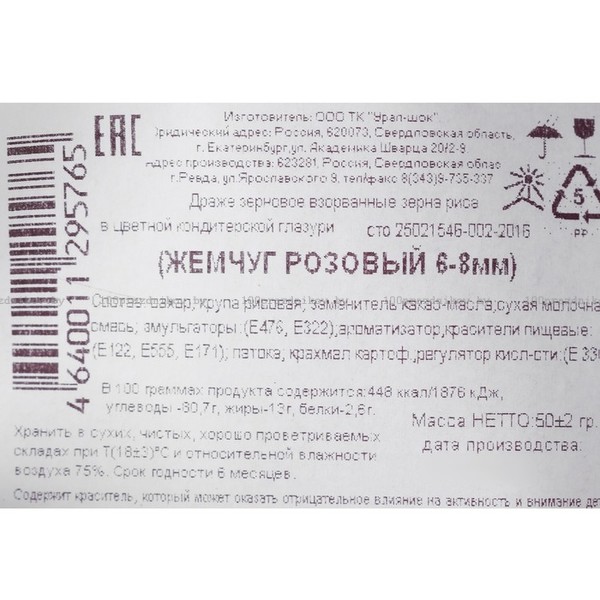 EAC
Изготовитель: ООО ТК "Урал-шок"
Юридический адрес: Россия, 620073, Свердловская область,
г. Екатеринбург,ул. Академика Шварца 20/2-9
Адрес производства: 623281, Россия, Свердловская область
г.Ревда, ул.Ярославского 9, тел/факс 8(343)9-735-337
Драже зерновое взорванные зерна риса
в цветной кондитерской глазури сто 25021546-002-2016
(ЖЕМЧУГ РОЗОВЫЙ 6-8мм)
Состав: сахар, крупа рисовая, заменитель какао-масла,сухая молочна
смесь, эмульгаторы:(Е476, Е322),ароматизатор,красители пищевые:
(Е122, Е555, Е171); патока, крахмал картоф.,регулятор кисл-сти:(Е 330
В 100 граммах продукта содержится:448 ккал/1876 кДж,
углеводы -80,7г, жиры-13г, белки-2,6г.
Масса НЕТТО:50±2 гр.
дата производства:
Хранить в сухих, чистых, хорошо проветриваемых
складах при Т(18±3)°С и относительной влажности
воздуха 75%. Срок годности 6 месяцев.
Содержит краситель, который может оказать отрицательное влияние на активность и внимание дет
4 640011 295765
5
PP